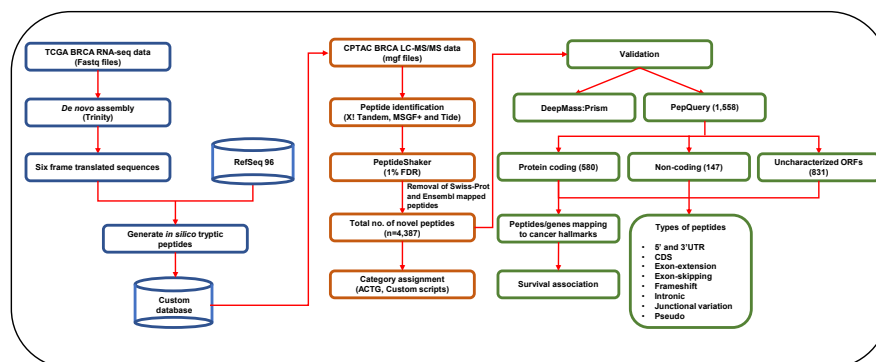 TCGA BRCA RNA-seq data
(Fastq files)
De novo assembly
(Trinity)
Six frame translated sequences
RefSeq 96
Generate in silico tryptic
peptides
Custom
database
CPTAC BRCA LC-MS/MS data
(mgf files)
Peptide identification
(X! Tandem, MSGF+ and Tide)
PeptideShaker
(1% FDR)
Removal of Swiss-Prot
and Ensembl mapped
peptides
Total no. of novel peptides
(n=4,387)
Category assignment
(ACTG, Custom scripts)
Validation
DeepMass:Prism
PepQuery (1,558)
Protein coding (580)
Non-coding (147)
Uncharacterized ORFs
(831)
Peptides/genes mapping
to cancer hallmarks
Survival association
Types of peptides
• 5' and 3'UTR
• CDS
• Exon-extension
• Exon-skipping
• Frameshift
• Intronic
• Junctional variation
• Pseudo